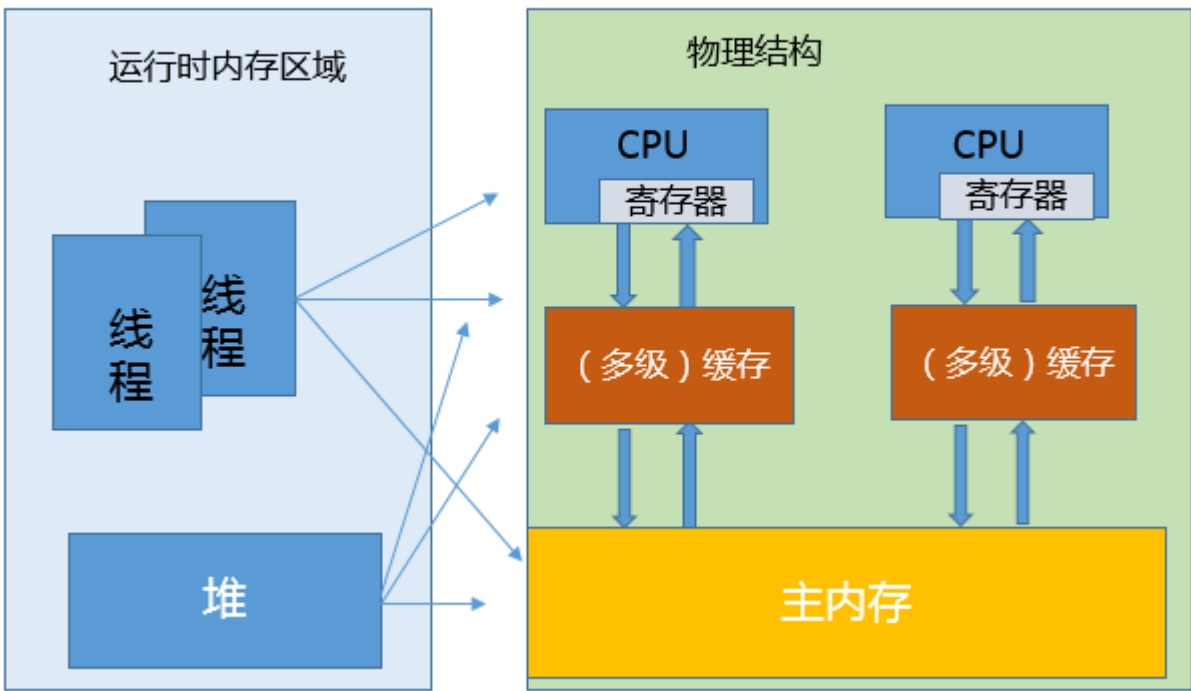 运行时内存区域
线
程
线
程
堆
物理结构
CPU
寄存器
CPU
寄存器
（多级）缓存
（多级）缓存
主内存